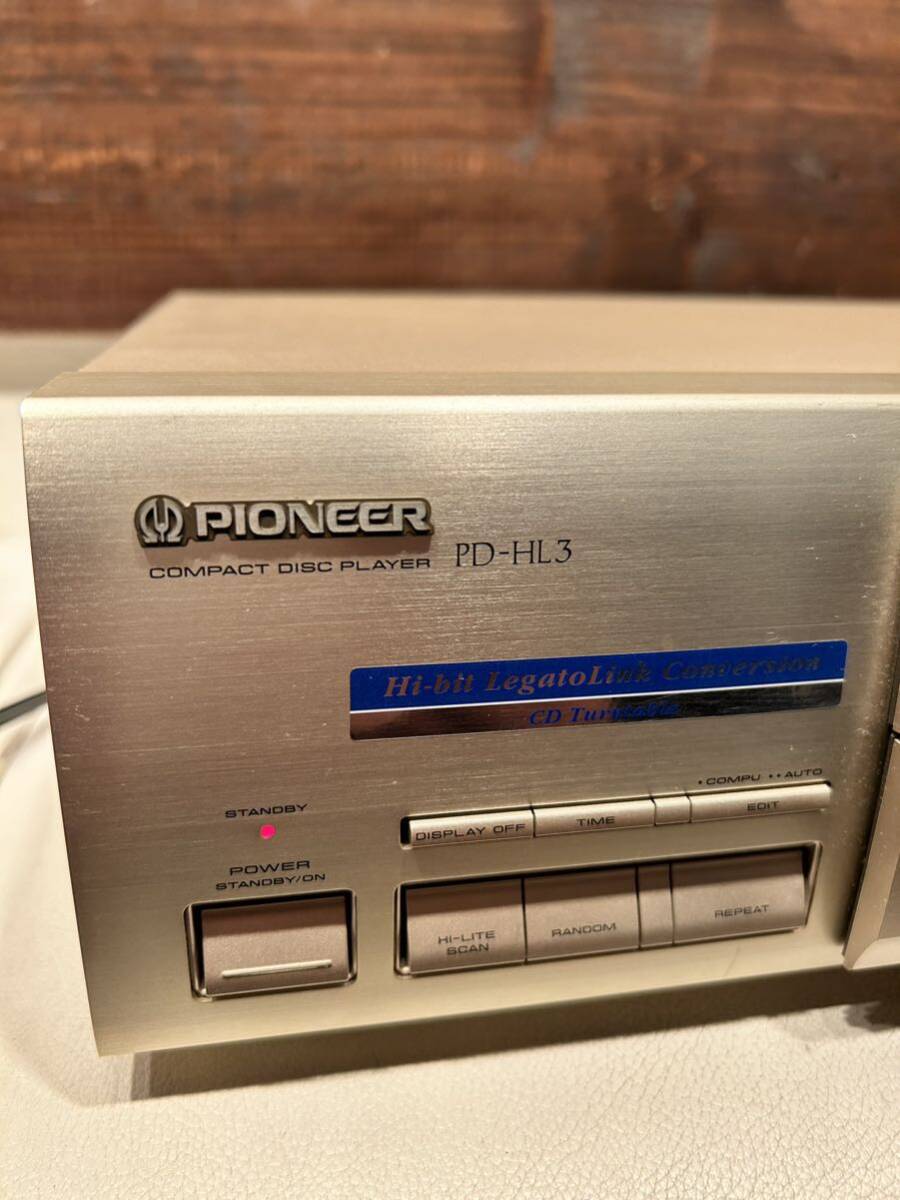 PIONEER
COMPACT DISC PLAYER PD-HL3
Hi-bit LegatoLink Conversion
CD Turntable
• COMPU •• AUTO
DISPLAY OFF TIME EDIT
STANDBY
POWER
STANDBY/ON
HI-LITE
SCAN
RANDOM
REPEAT